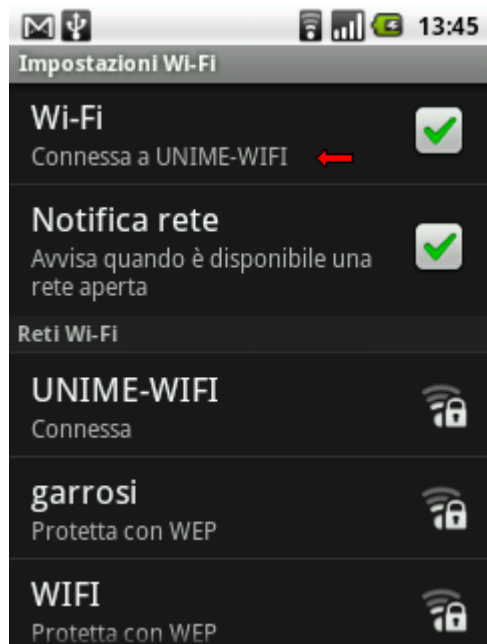 13:45
Impostazioni Wi-Fi
Wi-Fi
Connessa a UNIME-WIFI
Notifica rete
Avvisa quando è disponibile una
rete aperta
Reti Wi-Fi
UNIME-WIFI
Connessa
garrosi
Protetta con WEP
WIFI
Protetta con WEP